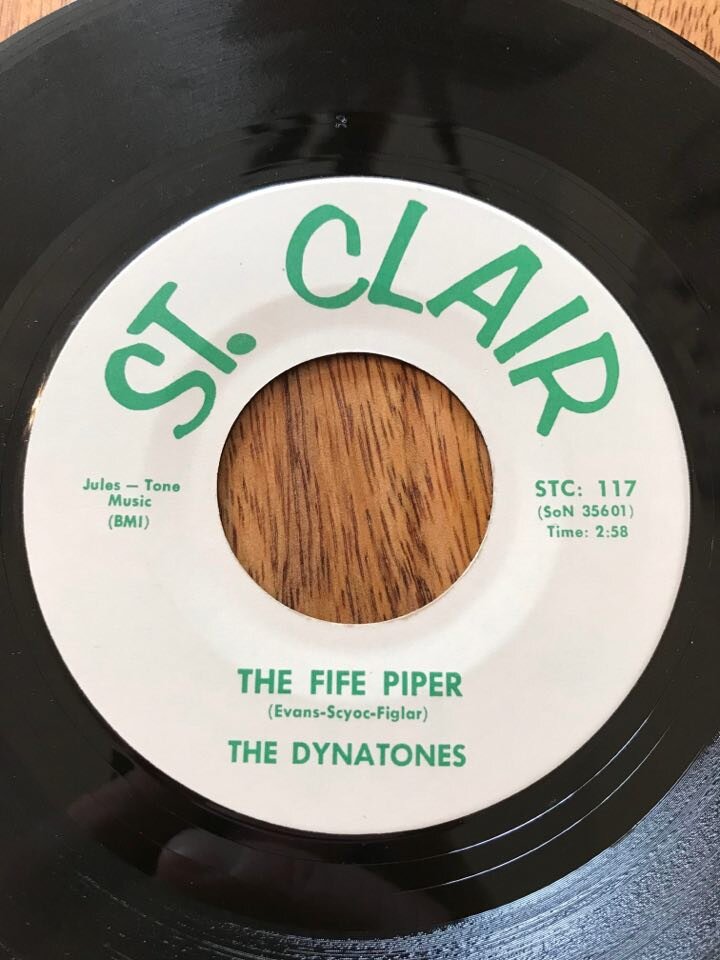 ST. CLAIR
Jules – Tone
Music
(BMI)
STC: 117
(SoN 35601)
Time: 2:58
THE FIFE PIPER
(Evans-Scyoc-Figlar)
THE DYNATONES